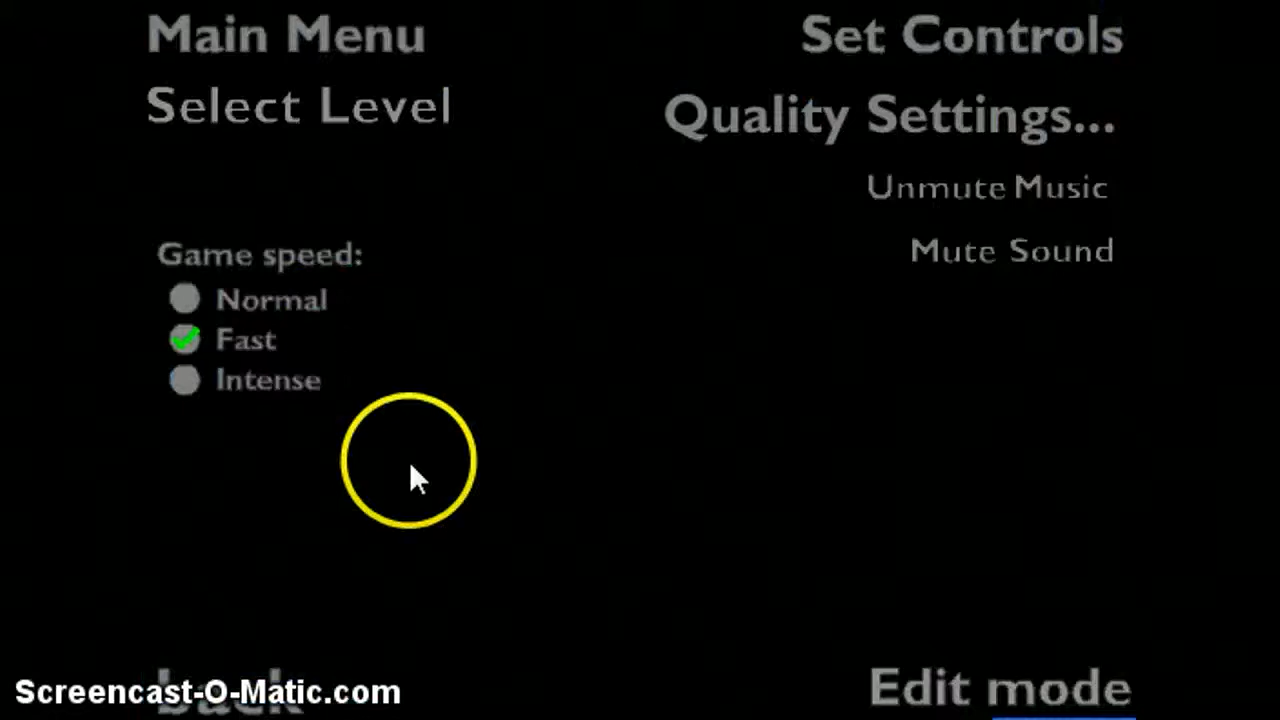 Main Menu
Select Level
Set Controls
Quality Settings...
Unmute Music
Mute Sound
Game speed:
Normal
Fast
Intense
back
Screencast-O-Matic.com
Edit mode